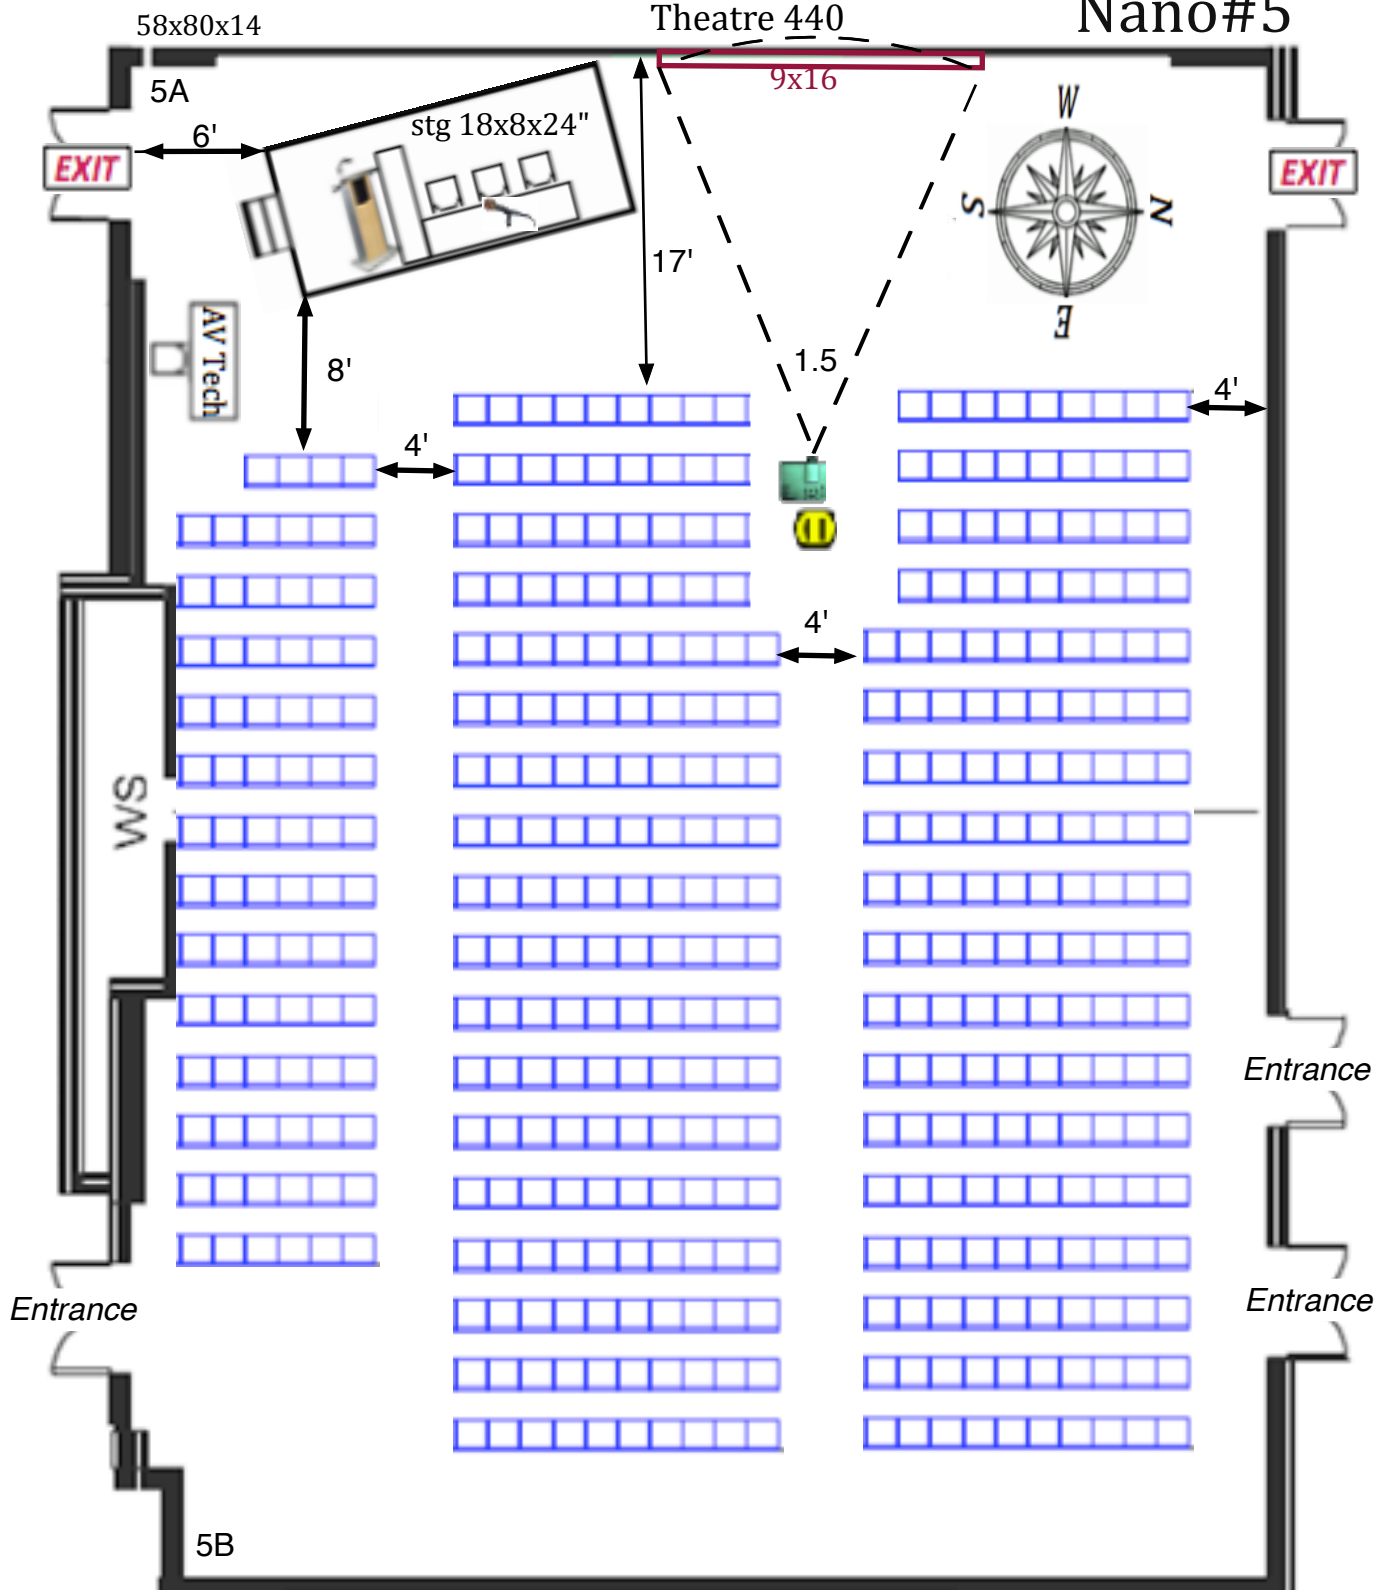 58x80x14
Theatre 440
Nano#5
5A
9x16
W
stg 18x8x24"
6'
EXIT
EXIT
S
N
17'
E
AV Tech
8'
1.5
4'
4'
4'
WS
Entrance
Entrance
Entrance
5B